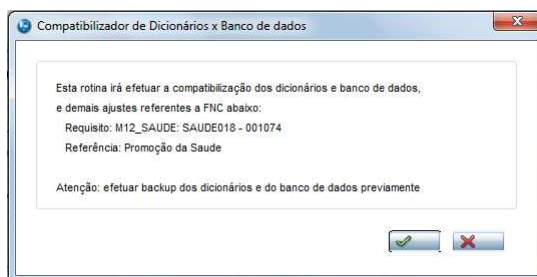 Compatibilizador de Dicionários x Banco de dados
Esta rotina irá efetuar a compatibilização dos dicionários e banco de dados,
e demais ajustes referentes a FNC abaixo:
Requisito: M12_SAUDE: SAUDE018 - 001074
Referência: Promoção da Saude
Atenção: efetuar backup dos dicionários e do banco de dados previamente